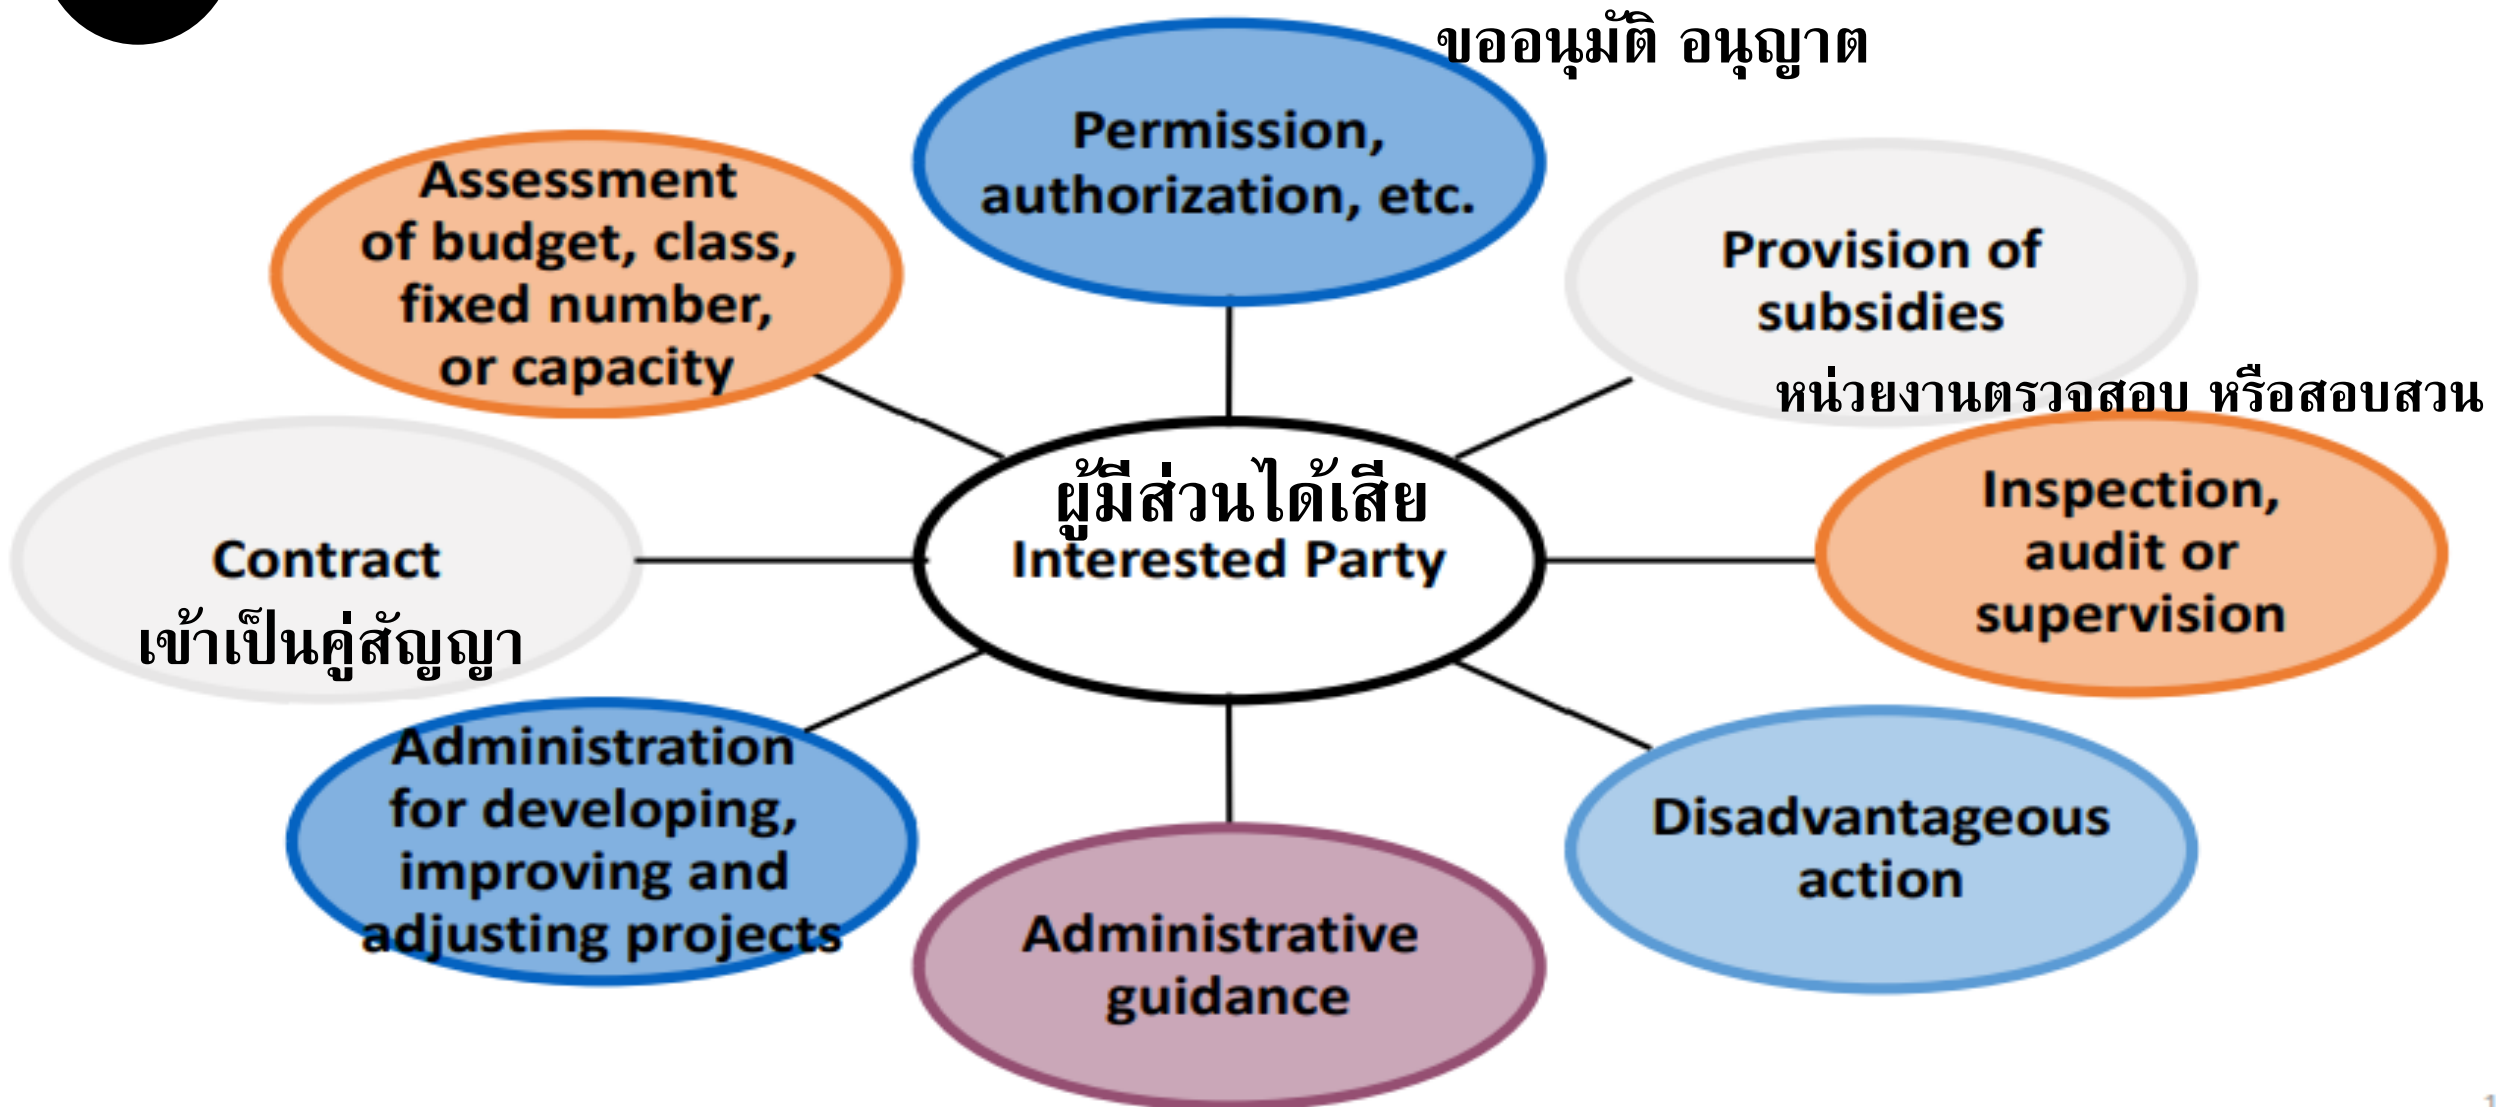 ขออนุมัติ อนุญาต
Permission,
authorization, etc.
Assessment
of budget, class,
fixed number,
or capacity
Provision of
subsidies
หน่วยงานตรวจสอบ หรือสอบสวน
ผู้มีส่วนได้เสีย
Interested Party
Inspection,
audit or
supervision
Contract
เข้าเป็นคู่สัญญา
Administration
for developing,
improving and
adjusting projects
Disadvantageous
action
Administrative
guidance
1